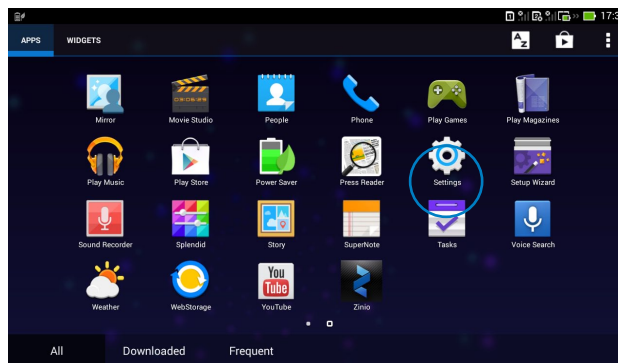 17:3
APPS WIDGETS
Mirror Movie Studio People Phone Play Games Play Magazines
Play Music Play Store Power Saver Press Reader Settings Setup Wizard
Sound Recorder Splendid Story SuperNote Tasks Voice Search
You
Tube
Weather WebStorage YouTube Zinio
All Downloaded Frequent